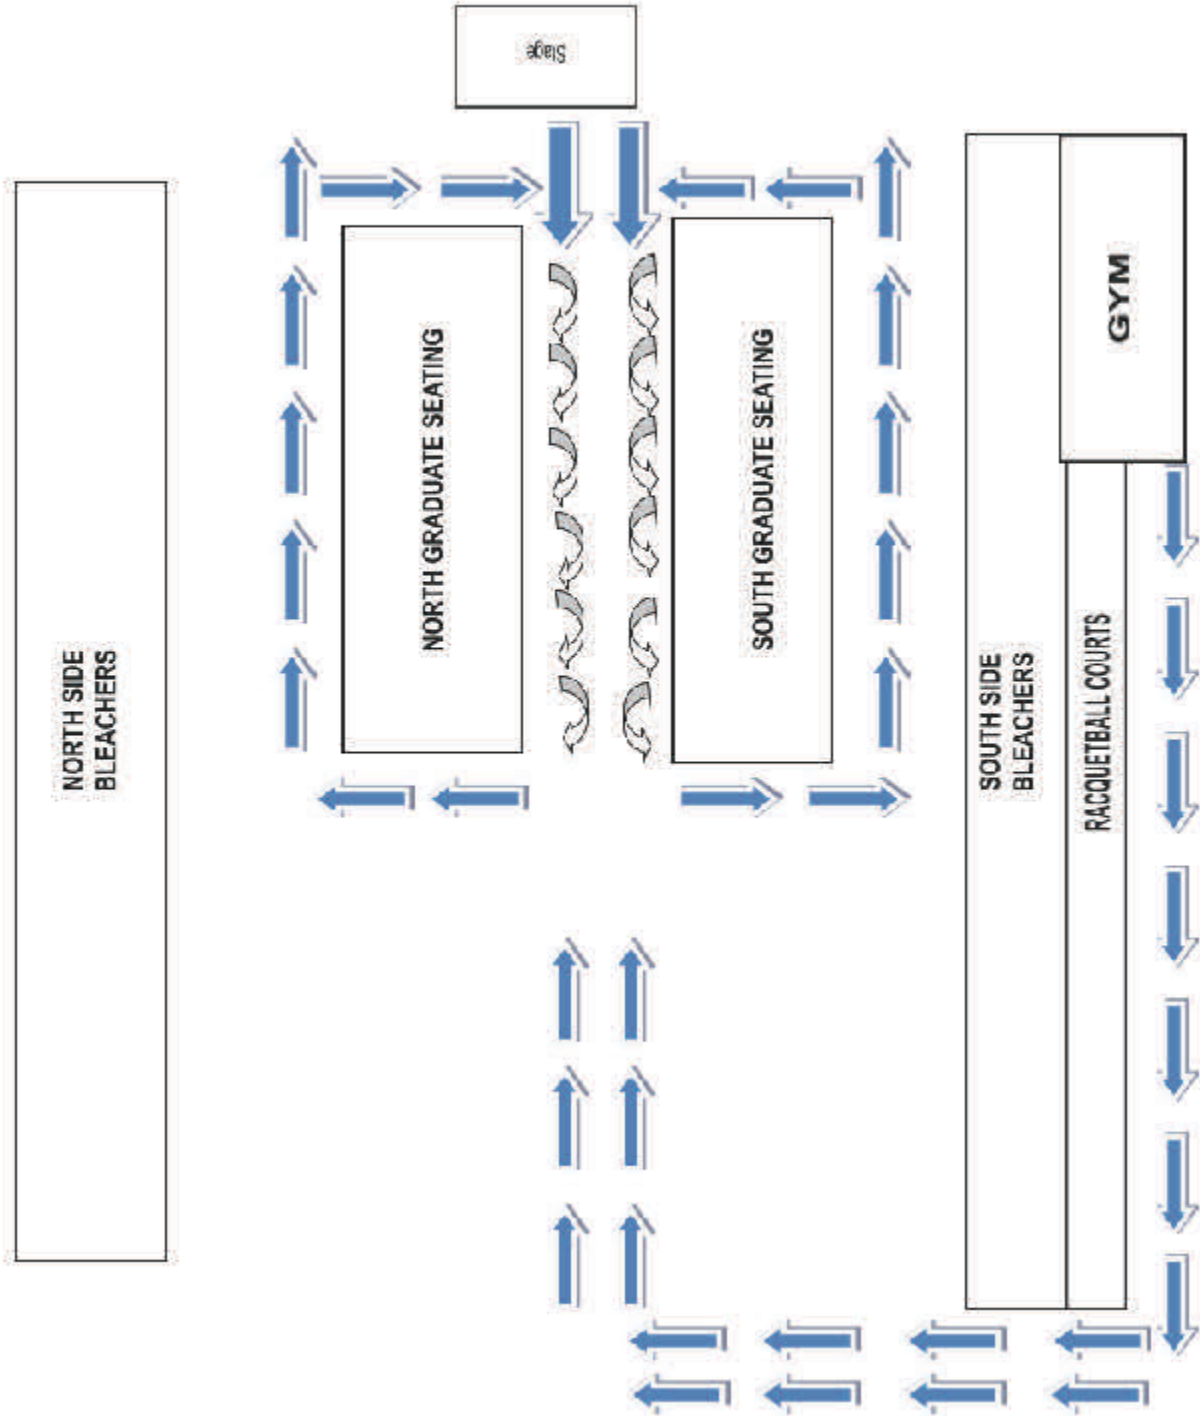 Stage
NORTH SIDE
BLEACHERS
NORTH GRADUATE SEATING
SOUTH GRADUATE SEATING
SOUTH SIDE
BLEACHERS
RACQUETBALL COURTS
GYM